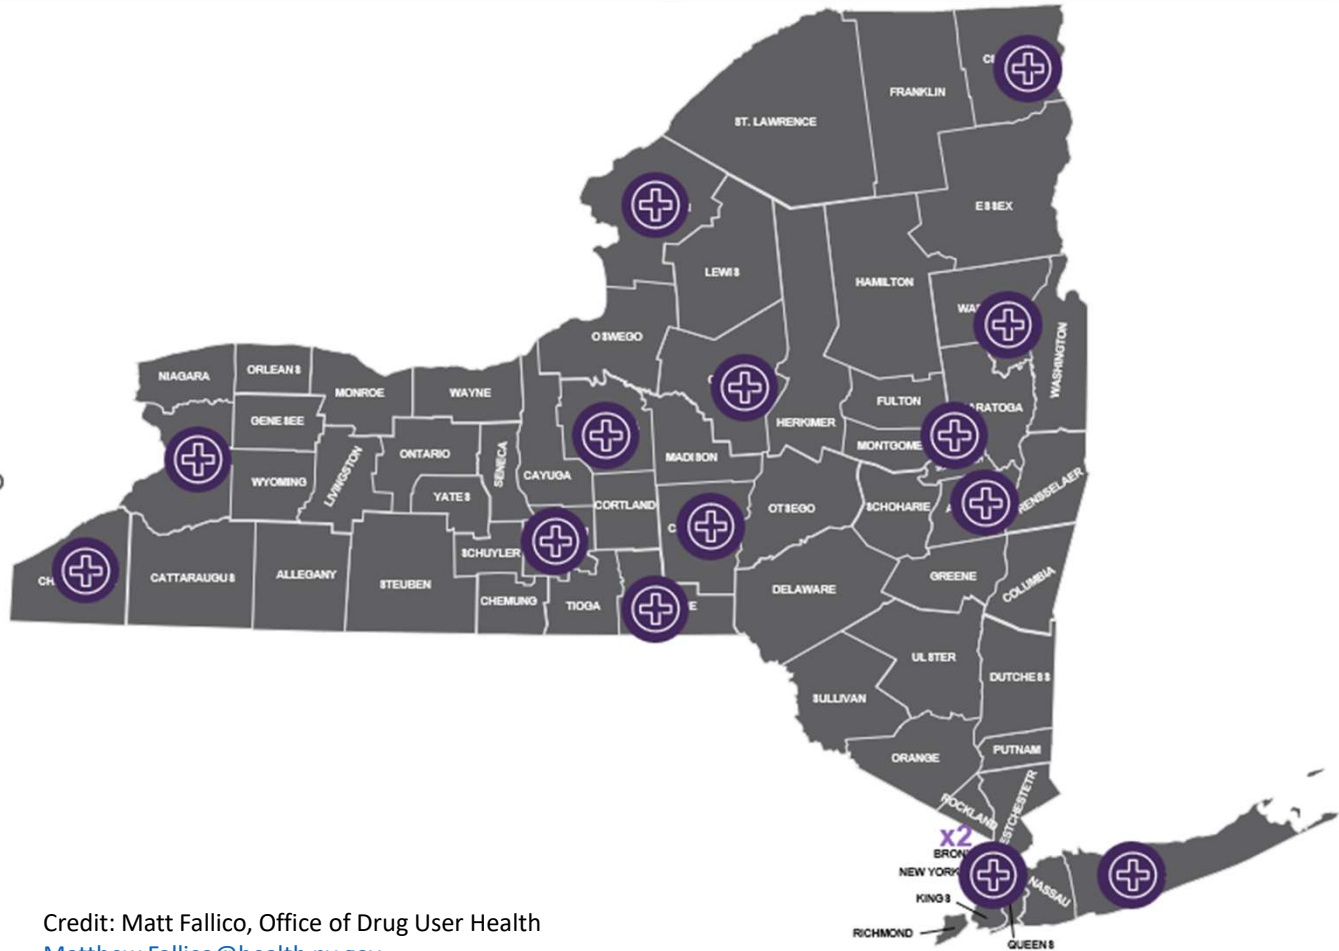 FRANKLIN
ST. LAWRENCE
ESSEX
LEWIS
HAMILTON
OSWEGO
WASHINGTON
NIAGARA
ORLEANS
MONROE
WAYNE
FULTON
GENESEE
HERKIMER
MONTGOME
ONTARIO
MADISON
SENECA
LIVINGSTON
CAYUGA
WYOMING
YATES
CORTLAND
OTSEGO
SCHOHARIE
RENSSELAER
SCHUYLER
CATTARAUGUS
ALLEGANY
STEUBEN
GREENE
COLUMBIA
DELAWARE
CHEMUNG
TIOGA
ULSTER
DUTCHESS
SULLIVAN
PUTNAM
ORANGE
ROCKLAND
ESTCHESTETR
x2
BRON
NEW YORK
KINGS
NASSAU
RICHMOND
QUEENS
Credit: Matt Fallico, Office of Drug User Health